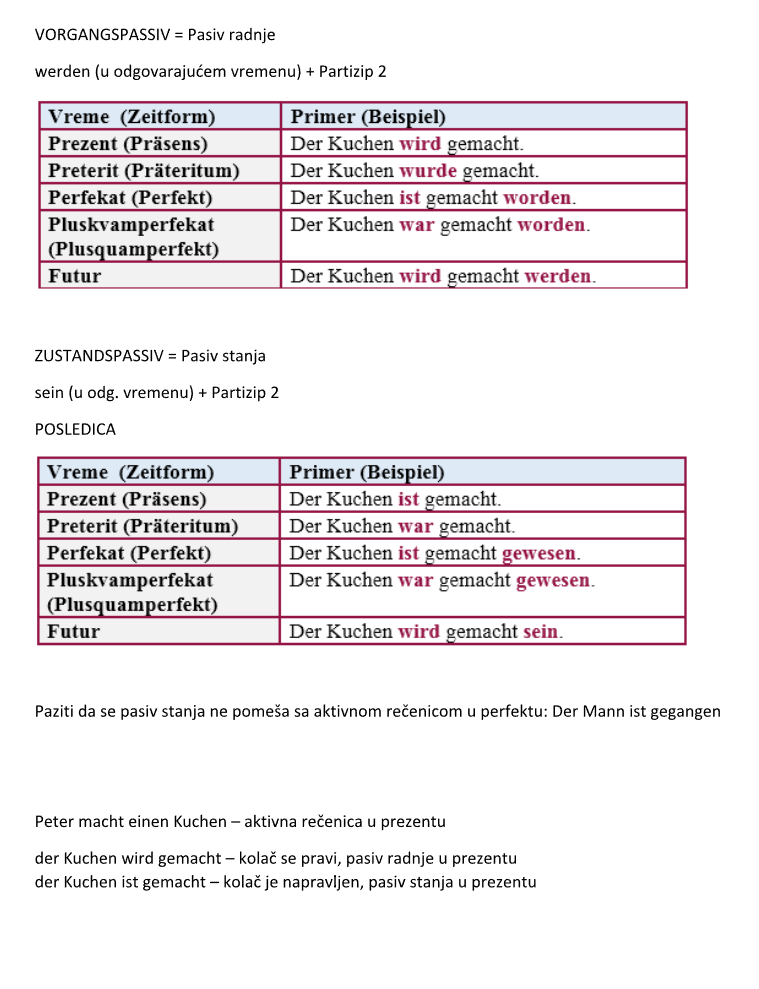 VORGANGSPASSIV = Pasiv radnje
werden (u odgovarajućem vremenu) + Partizip 2
Vreme (Zeitform) Primer (Beispiel)
Prezent (Präsens) Der Kuchen wird gemacht.
Preterit (Präteritum) Der Kuchen wurde gemacht.
Perfekat (Perfekt) Der Kuchen ist gemacht worden.
Pluskvamperfekat Der Kuchen war gemacht worden.
(Plusquamperfekt)
Futur Der Kuchen wird gemacht werden.
ZUSTANDSPASSIV = Pasiv stanja
sein (u odg. vremenu) + Partizip 2
POSLEDICA
Vreme (Zeitform) Primer (Beispiel)
Prezent (Präsens) Der Kuchen ist gemacht.
Preterit (Präteritum) Der Kuchen war gemacht.
Perfekat (Perfekt) Der Kuchen ist gemacht gewesen.
Pluskvamperfekat Der Kuchen war gemacht gewesen.
(Plusquamperfekt)
Futur Der Kuchen wird gemacht sein.
Paziti da se pasiv stanja ne pomeša sa aktivnom rečenicom u perfektu: Der Mann ist gegangen
Peter macht einen Kuchen – aktivna rečenica u prezentu
der Kuchen wird gemacht – kolač se pravi, pasiv radnje u prezentu
der Kuchen ist gemacht – kolač je napravljen, pasiv stanja u prezentu